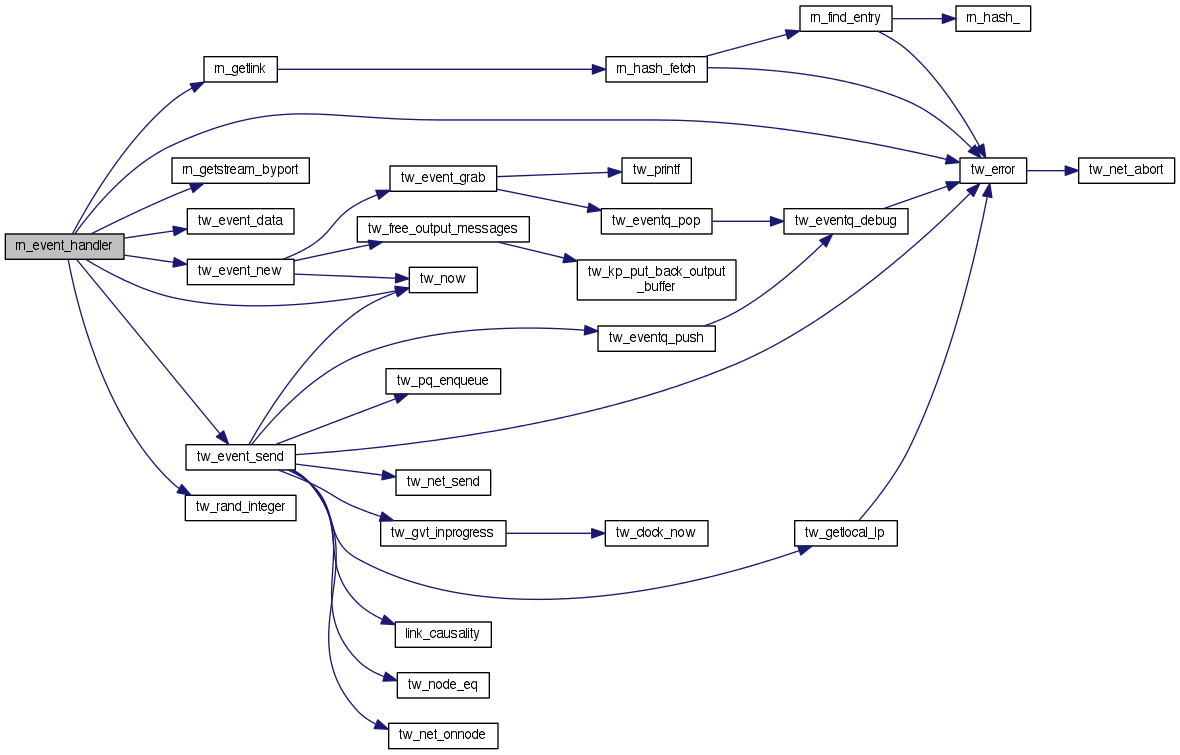 rn_event_handler
rn_getlink
rn_getstream_byport
tw_event_data
tw_event_new
tw_event_send
tw_rand_integer
tw_event_grab
tw_free_output_messages
tw_now
tw_pq_enqueue
tw_net_send
tw_gvt_inprogress
link_causality
tw_node_eq
tw_net_onnode
rn_hash_fetch
tw_printf
tw_eventq_pop
tw_kp_put_back_output
_buffer
tw_eventq_push
tw_clock_now
rn_find_entry
tw_eventq_debug
tw_getlocal_lp
rn_hash_
tw_error
tw_net_abort